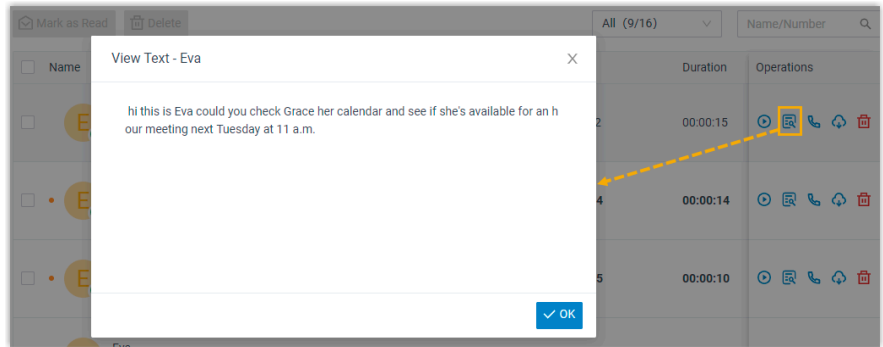 Mark as Read Delete All (9/16) Name/Number
View Text - Eva X
Name Duration Operations
hi this is Eva could you check Grace her calendar and see if she's available for an h
our meeting next Tuesday at 11 a.m.
E 2 00:00:15
E 4 00:00:14
E 5 00:00:10
OK